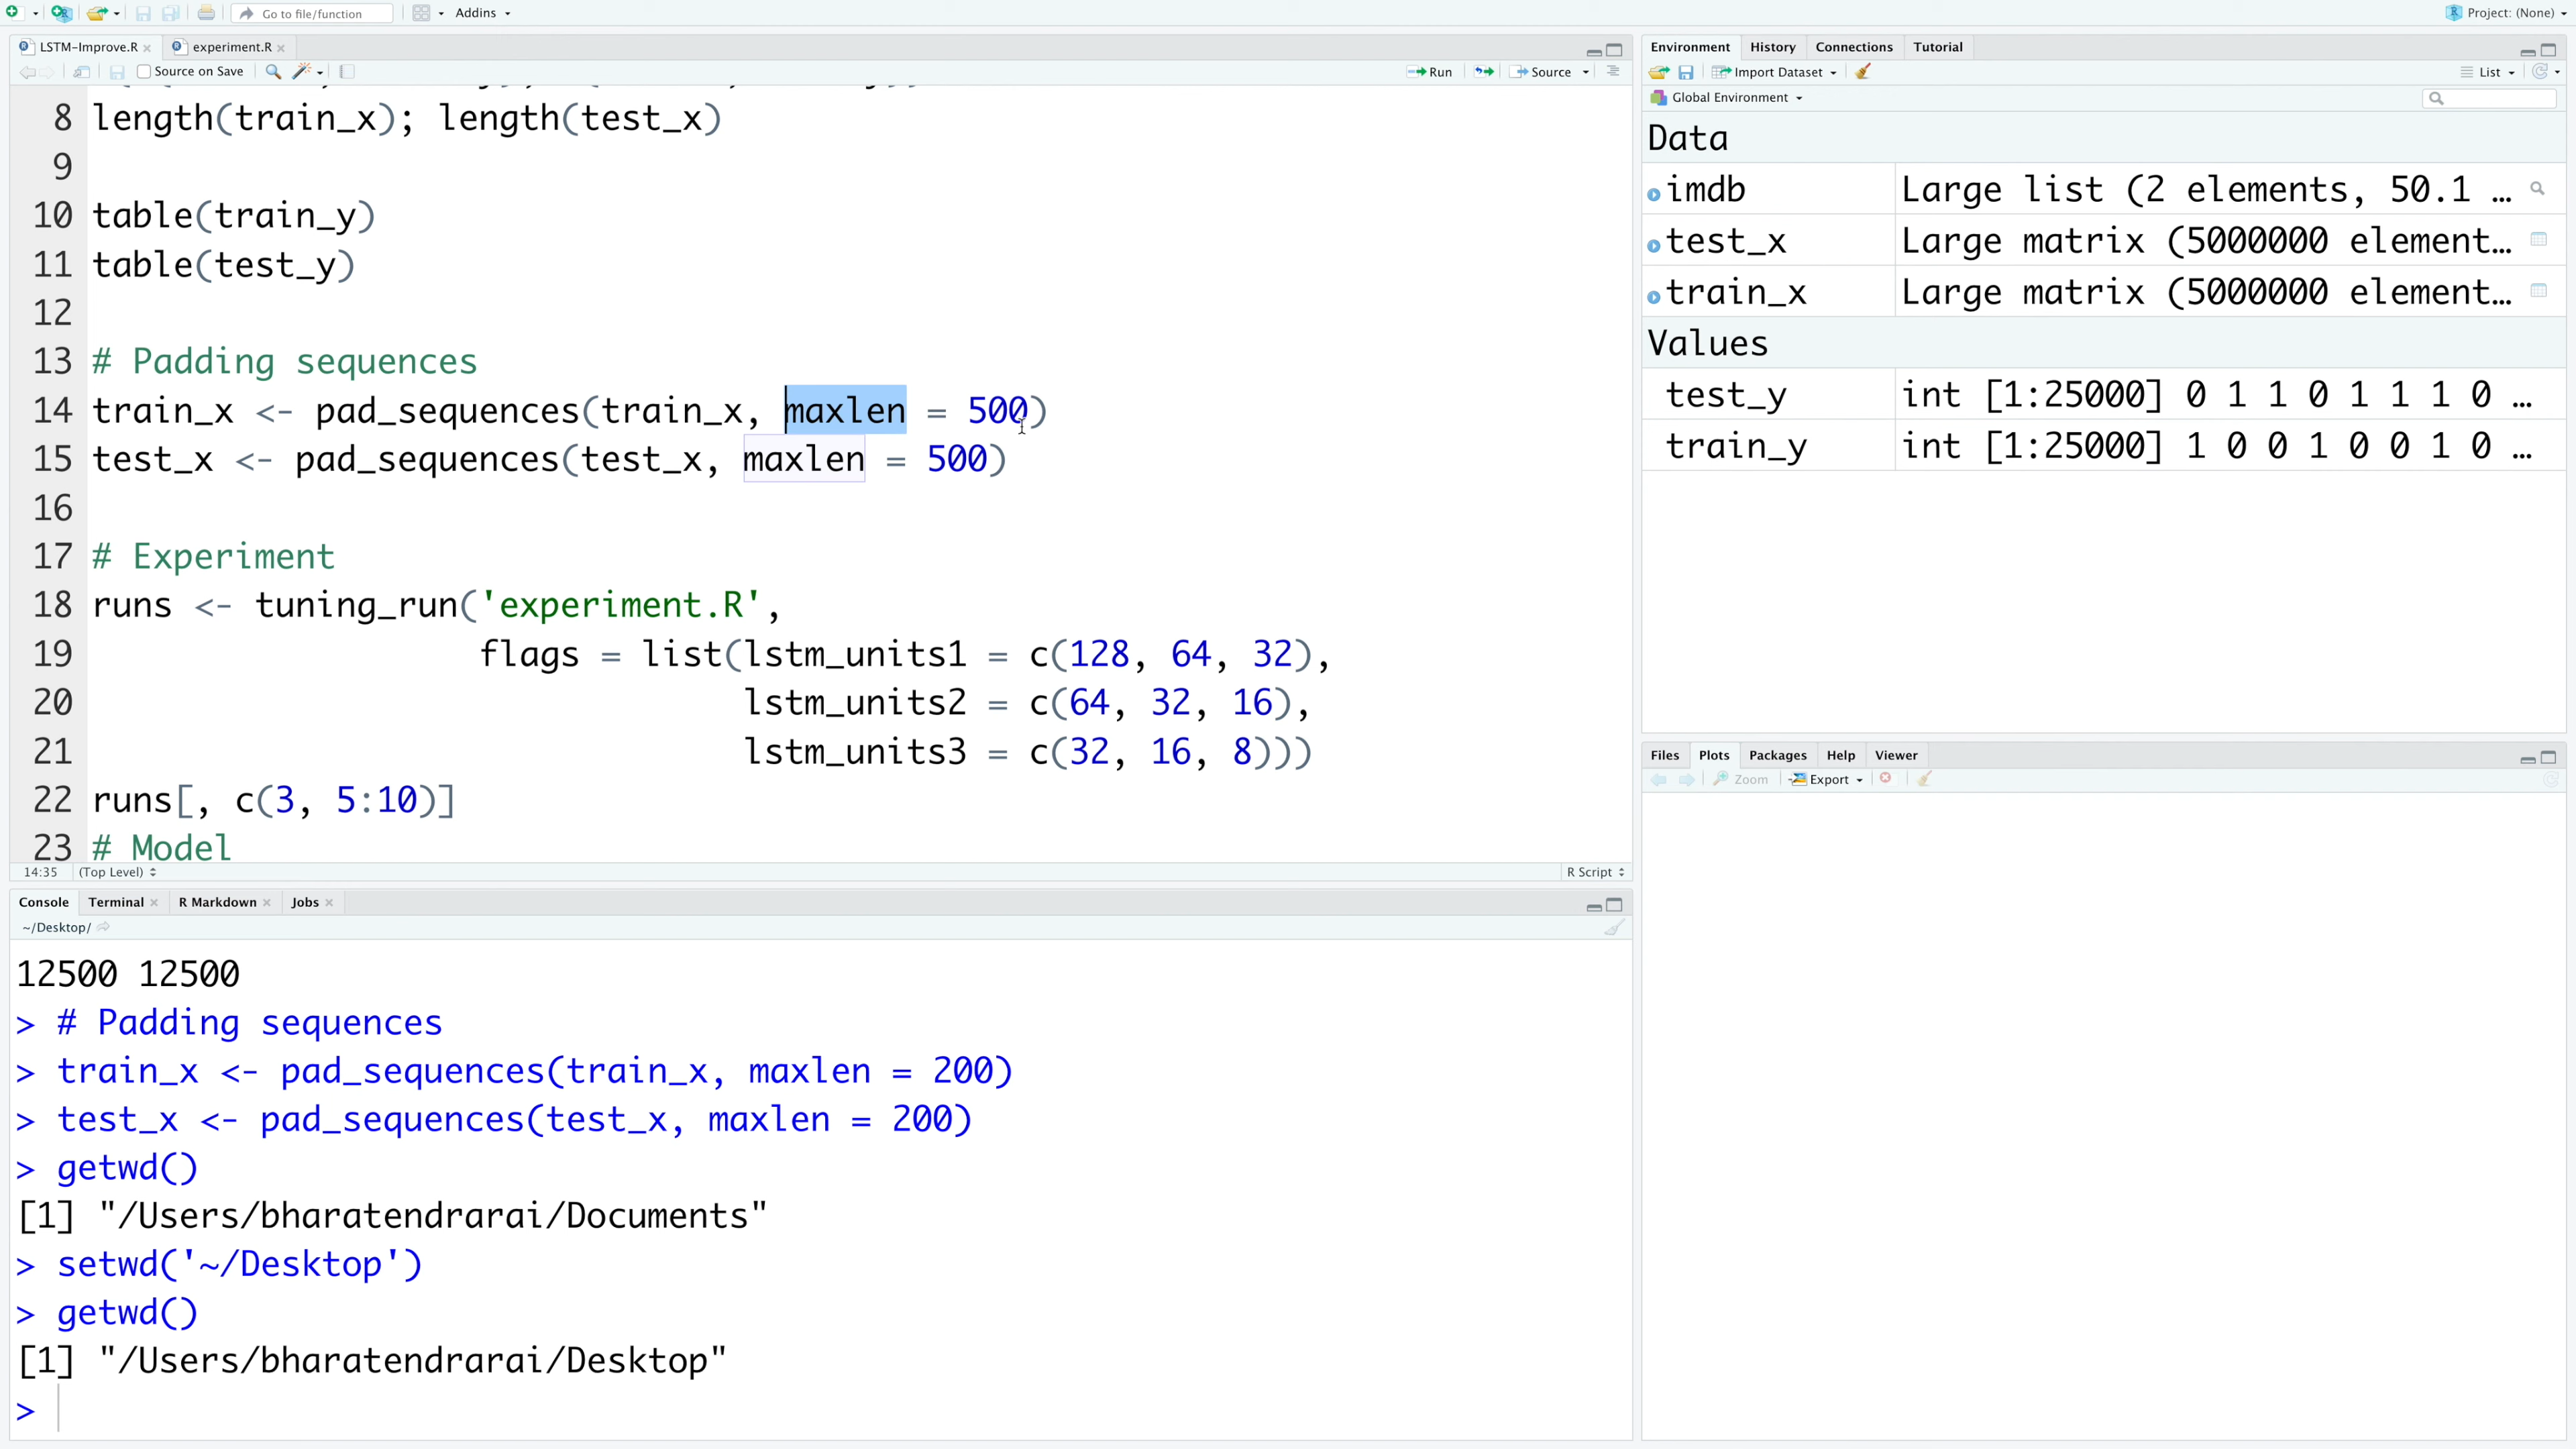 Go to file/function
Addins
Project: (None)
LSTM-Improve.R
experiment.R
Source on Save
Run
Source
8 length(train_x); length(test_x)
9
10 table(train_y)
11 table(test_y)
12
13 # Padding sequences
14 train_x <- pad_sequences(train_x, maxlen = 500)
15 test_x <- pad_sequences(test_x, maxlen = 500)
16
17 # Experiment
18 runs <- tuning_run('experiment.R',
19 flags = list(lstm_units1 = c(128, 64, 32),
20 lstm_units2 = c(64, 32, 16),
21 lstm_units3 = c(32, 16, 8)))
22 runs[, c(3, 5:10)]
23 # Model
14:35 (Top Level)
R Script
Console Terminal R Markdown Jobs
~/Desktop/
12500 12500
> # Padding sequences
> train_x <- pad_sequences(train_x, maxlen = 200)
> test_x <- pad_sequences(test_x, maxlen = 200)
> getwd()
[1] "/Users/bharatendrarai/Documents"
> setwd('~/Desktop')
> getwd()
[1] "/Users/bharatendrarai/Desktop"
>
Environment History Connections Tutorial
Import Dataset
List
Global Environment
Data
imdb Large list (2 elements, 50.1 …
test_x Large matrix (5000000 element…
train_x Large matrix (5000000 element…
Values
test_y int [1:25000] 0 1 1 0 1 1 1 0 …
train_y int [1:25000] 1 0 0 1 0 0 1 0 …
Files Plots Packages Help Viewer
Zoom Export